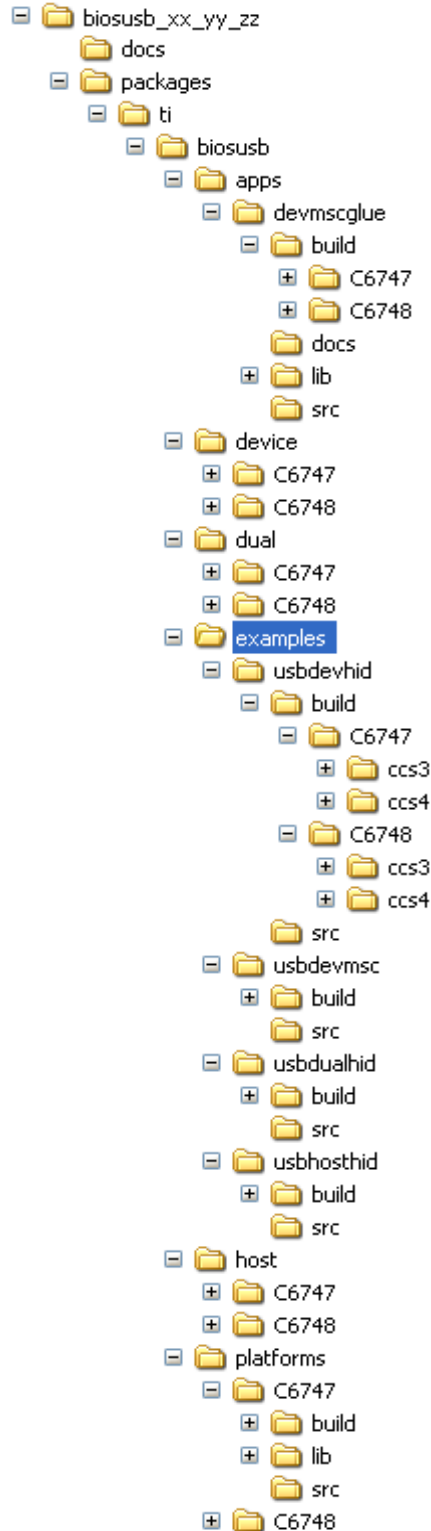 biosusb_xx_yy_zz
docs
packages
ti
biosusb
apps
devmscglue
build
C6747
C6748
docs
lib
src
device
C6747
C6748
dual
C6747
C6748
examples
usbdevhid
build
C6747
ccs3
ccs4
C6748
ccs3
ccs4
src
usbdevmsc
build
src
usbdualhid
build
src
usbhosthid
build
src
host
C6747
C6748
platforms
C6747
build
lib
src
C6748